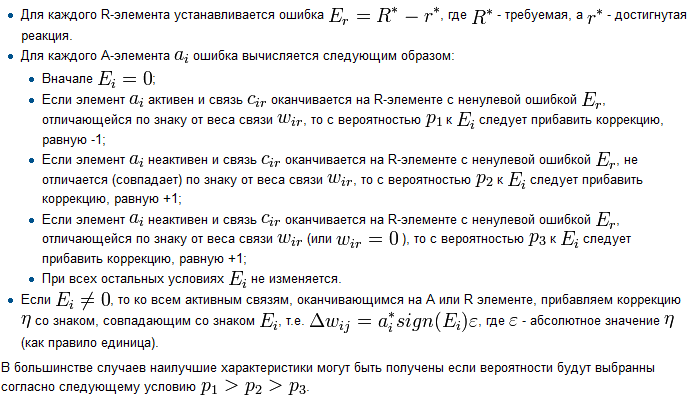 Для каждого R-элемента устанавливается ошибка E_r = R^* − r^*, где R^* - требуемая, а r^* - достигнутая
реакция.
Для каждого А-элемента a_i ошибка вычисляется следующим образом:
Вначале E_i = 0;
Если элемент a_i активен и связь c_{ir} оканчивается на R-элементе с ненулевой ошибкой E_r,
отличающейся по знаку от веса связи w_{ir}, то с вероятностью p_1 к E_i следует прибавить коррекцию,
равную -1;
Если элемент a_i неактивен и связь c_{ir} оканчивается на R-элементе с ненулевой ошибкой E_r, не
отличается (совпадает) по знаку от веса связи w_{ir}, то с вероятностью p_2 к E_i следует прибавить
коррекцию, равную +1;
Если элемент a_i неактивен и связь c_{ir} оканчивается на R-элементе с ненулевой ошибкой E_r,
отличающейся по знаку от веса связи w_{ir} (или w_{ir} = 0 ), то с вероятностью p_3 к E_i следует
прибавить коррекцию, равную +1;
При всех остальных условиях E_i не изменяется.
Если E_i ≠ 0, то ко всем активным связям, оканчивающимся на А или R элементе, прибавляем коррекцию
η со знаком, совпадающим со знаком E_i, т.е. Δw_{ij} = a_i^* sign(E_i)ε, где ε - абсолютное значение η
(как правило единица).
В большинстве случаев наилучшие характеристики могут быть получены если вероятности будут выбранны
согласно следующему условию p_1 > p_2 > p_3.